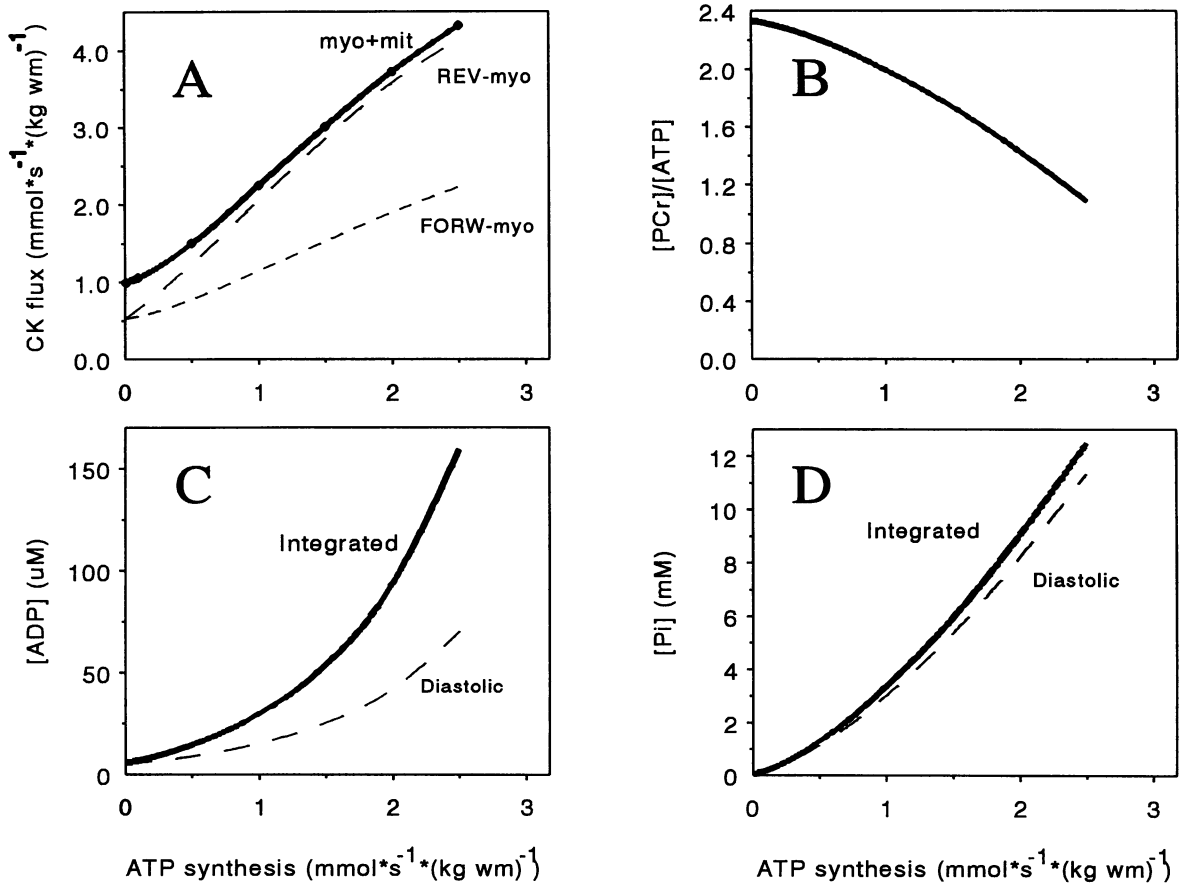 CK flux (mmol*s-1*(kg wm)-1)
4.0
3.0
2.0
1.0
0.0
A
myo+mit
REV-myo
FORW-myo
0 1 2 3
[PCr]/[ATP]
2.4
2.0
1.6
1.2
0.8
0.4
0.0
B
0 1 2 3
[ADP] (uM)
150
100
50
0
C
Integrated
Diastolic
0 1 2 3
ATP synthesis (mmol*s-1*(kg wm)-1)
[Pi] (mM)
12
10
8
6
4
2
0
D
Integrated
Diastolic
0 1 2 3
ATP synthesis (mmol*s-1*(kg wm)-1)